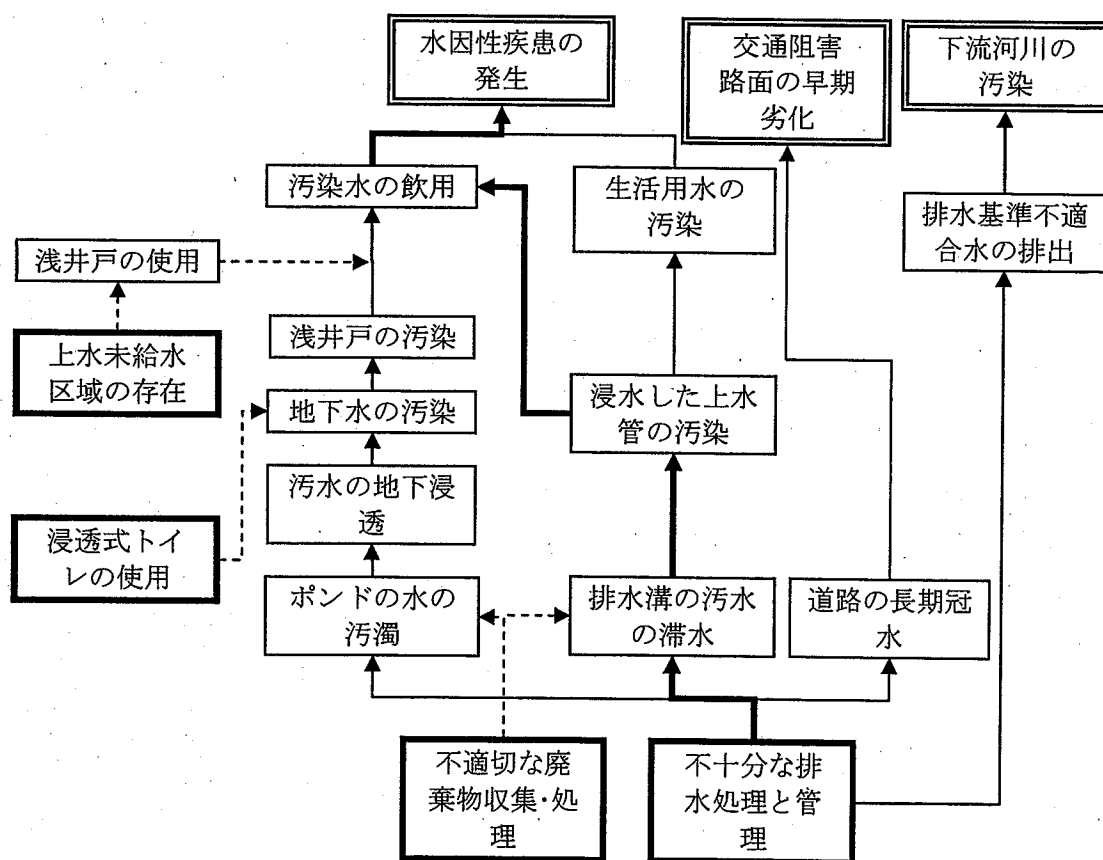 水因性疾患の
発生
交通阻害
路面の早期
劣化
下流河川の
汚染
汚染水の飲用
生活用水の
汚染
排水基準不適
合水の排出
浅井戸の使用
上水未給水
区域の存在
浅井戸の汚染
地下水の汚染
浸水した上水
管の汚染
汚水の地下浸
透
浸透式トイ
レの使用
ポンドの水の
汚濁
排水溝の汚水
の滞水
道路の長期冠
水
不適切な廃
棄物収集・処
理
不十分な排
水処理と管
理